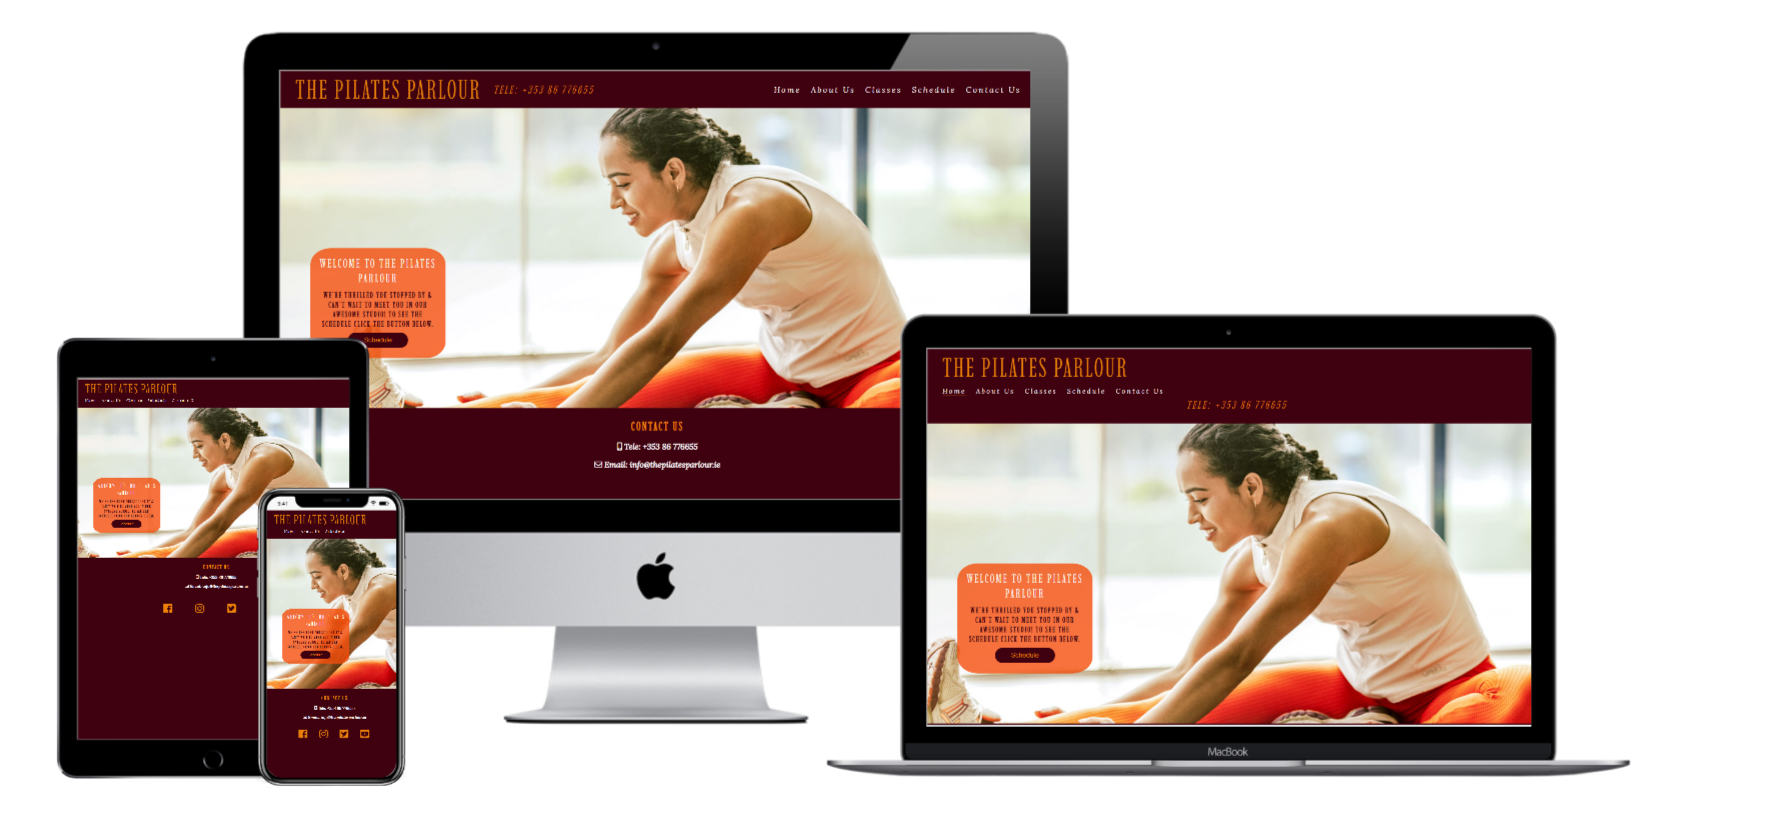 THE PILATES PARLOUR TELE: +353 86 776655 Home About Us Classes Schedule Contact Us
WELCOME TO THE PILATES
PARLOUR
WE'RE THRILLED YOU STOPPED BY &
CAN'T WAIT TO MEET YOU IN OUR
AWESOME STUDIO! TO SEE THE
SCHEDULE CLICK THE BUTTON BELOW.
Schedule
CONTACT US
Tele: +353 86 776655
Email: info@thepilatesparlour.ie
THE PILATES PARLOUR
CONTACT US
9:41
THE PILATES PARLOUR
THE PILATES PARLOUR
Home About Us Classes Schedule Contact Us
TELE: +353 86 776655
WELCOME TO THE PILATES
PARLOUR
WE'RE THRILLED YOU STOPPED BY &
CAN'T WAIT TO MEET YOU IN OUR
AWESOME STUDIO! TO SEE THE
SCHEDULE CLICK THE BUTTON BELOW.
Schedule
MacBook